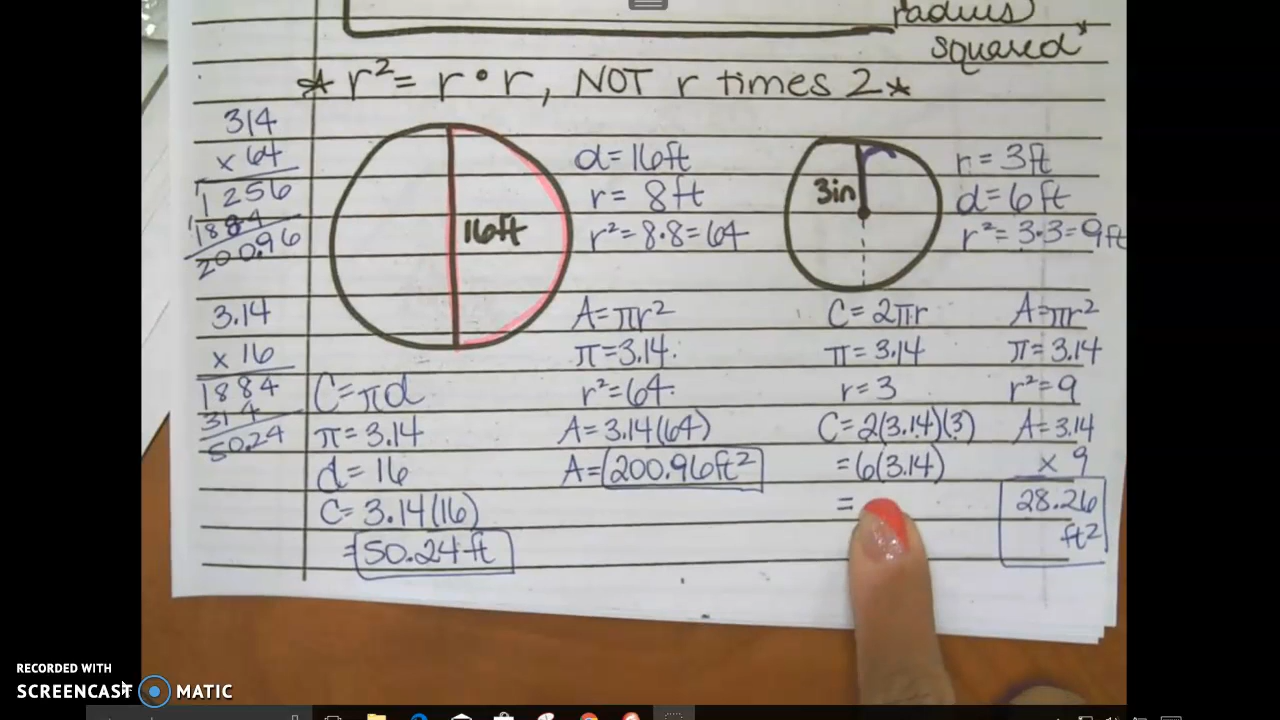 radius
squared*
* r² = r • r, NOT r times 2 *
314
x 64
1256
1884
200.96
16ft
d=16ft
r= 8ft
r²= 8·8=64
3in
r= 3ft
d=6ft
r²= 3·3=9ft
3.14
x 16
1884
314
50.24
C=πd
π=3.14
d=16
C= 3.14(16)
=50.24ft
A=πr²
π=3.14
r²=64
A=3.14(64)
A=200.96ft²
C=2πr
π=3.14
r=3
C=2(3.14)(3)
=6(3.14)
=
A=πr²
π=3.14
r²=9
A=3.14
x 9
28.26
ft²
RECORDED WITH
SCREENCAST MATIC